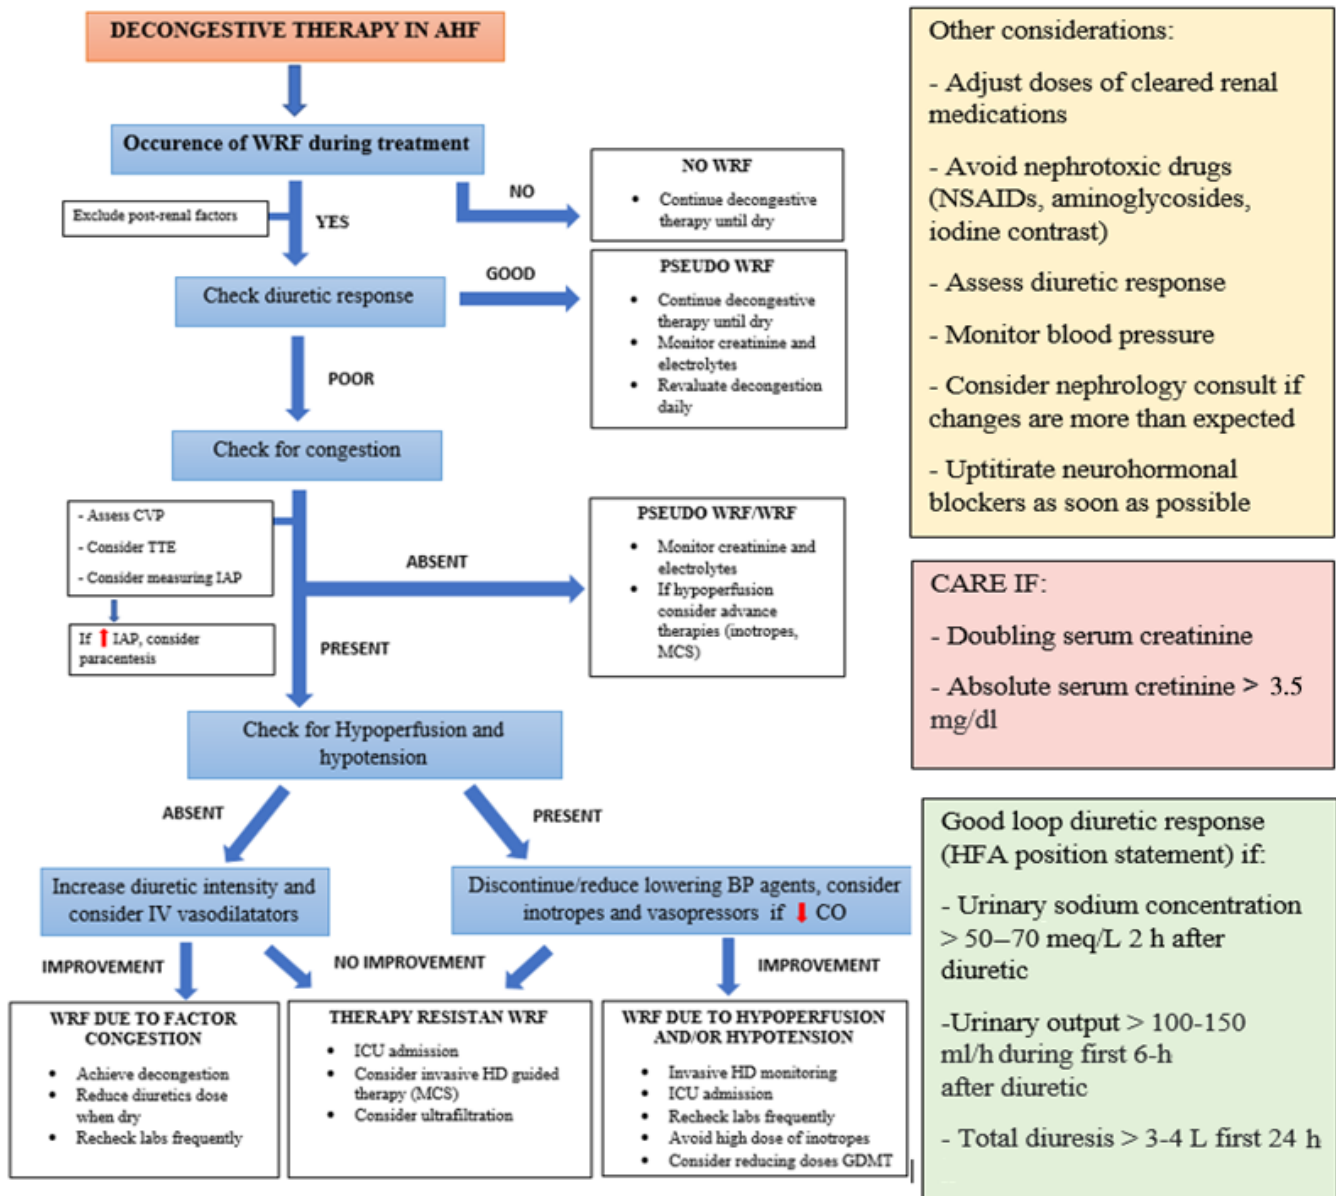 DECONGESTIVE THERAPY IN AHF
Occurence of WRF during treatment
NO
NO WRF
• Continue decongestive
therapy until dry
Exclude post-renal factors
YES
Check diuretic response
GOOD
PSEUDO WRF
• Continue decongestive
therapy until dry
• Monitor creatinine and
electrolytes
• Revaluate decongestion
daily
POOR
Check for congestion
- Assess CVP
- Consider TTE
- Consider measuring IAP
If ↑ IAP, consider
paracentesis
ABSENT
PSEUDO WRF/WRF
• Monitor creatinine and
electrolytes
• If hypoperfusion
consider advance
therapies (inotropes,
MCS)
PRESENT
Check for Hypoperfusion and
hypotension
ABSENT
PRESENT
Increase diuretic intensity and
consider IV vasodilatators
Discontinue/reduce lowering BP agents, consider
inotropes and vasopressors if ↓ CO
IMPROVEMENT
NO IMPROVEMENT
IMPROVEMENT
WRF DUE TO FACTOR
CONGESTION
• Achieve decongestion
• Reduce diuretics dose
when dry
• Recheck labs frequently
THERAPY RESISTAN WRF
• ICU admission
• Consider invasive HD guided
therapy (MCS)
• Consider ultrafiltration
WRF DUE TO HYPOPERFUSION
AND/OR HYPOTENSION
• Invasive HD monitoring
• ICU admission
• Recheck labs frequently
• Avoid high dose of inotropes
• Consider reducing doses GDMT
Other considerations:
- Adjust doses of cleared renal
medications
- Avoid nephrotoxic drugs
(NSAIDs, aminoglycosides,
iodine contrast)
- Assess diuretic response
- Monitor blood pressure
- Consider nephrology consult if
changes are more than expected
- Uptitirate neurohormonal
blockers as soon as possible
CARE IF:
- Doubling serum creatinine
- Absolute serum cretinine > 3.5
mg/dl
Good loop diuretic response
(HFA position statement) if:
- Urinary sodium concentration
> 50–70 meq/L 2 h after
diuretic
-Urinary output > 100-150
ml/h during first 6-h
after diuretic
- Total diuresis > 3-4 L first 24 h